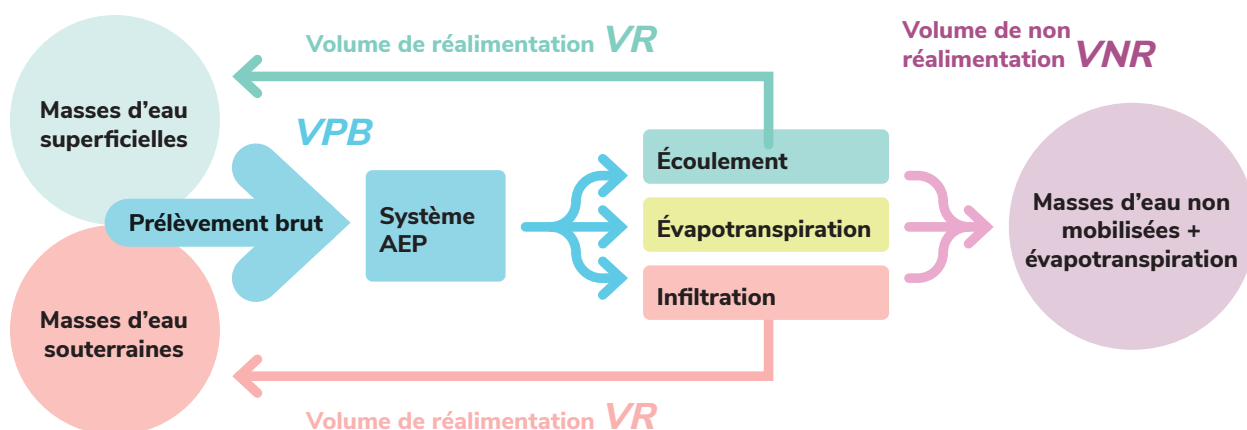 Volume de réalimentation VR
Volume de non
réalimentation VNR
Masses d'eau
superficielles
VPB
Prélèvement brut
Système
AEP
Écoulement
Évapotranspiration
Infiltration
Masses d'eau non
mobilisées +
évapotranspiration
Masses d'eau
souterraines
Volume de réalimentation VR